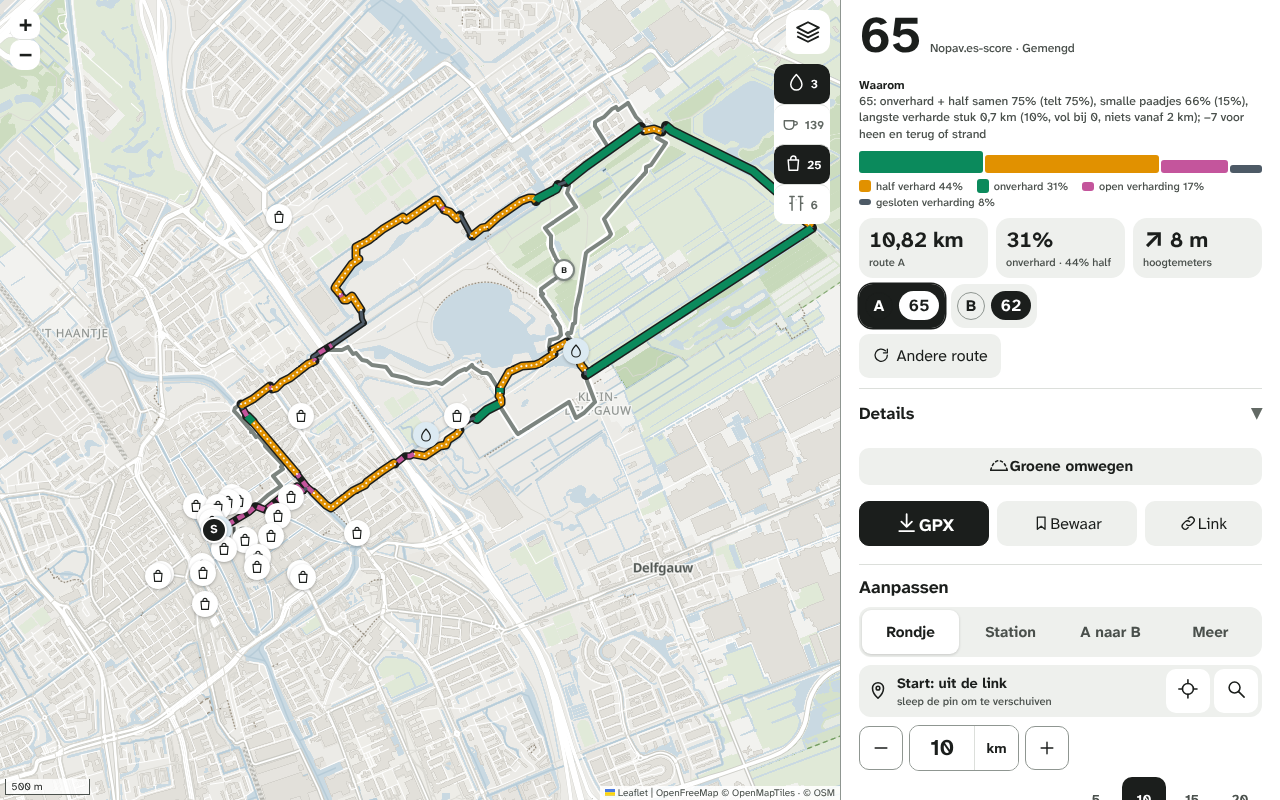 +
−
3
139
25
6
B
'T HAANTJE
KLEIN-
DELFGAUW
S
Delfgauw
500 m
Leaflet | OpenFreeMap © OpenMapTiles · © OSM
65 Nopav.es-score · Gemengd
Waarom
65: onverhard + half samen 75% (telt 75%), smalle paadjes 66% (15%),
langste verharde stuk 0,7 km (10%, vol bij 0, niets vanaf 2 km); −7 voor
heen en terug of strand
half verhard 44% onverhard 31% open verharding 17%
gesloten verharding 8%
10,82 km 31% 8 m
route A onverhard · 44% half hoogtemeters
A 65 B 62
Andere route
Details
Groene omwegen
GPX Bewaar Link
Aanpassen
Rondje Station A naar B Meer
Start: uit de link
sleep de pin om te verschuiven
− 10 km +
5 10 15 20